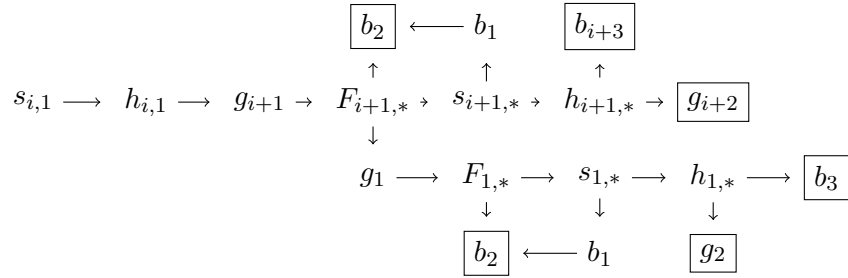 b_2 ← b_1 b_{i+3}
s_{i,1} → h_{i,1} → g_{i+1} → F_{i+1,*} → s_{i+1,*} → h_{i+1,*} → g_{i+2}
g_1 → F_{1,*} → s_{1,*} → h_{1,*} → b_3
b_2 ← b_1 g_2